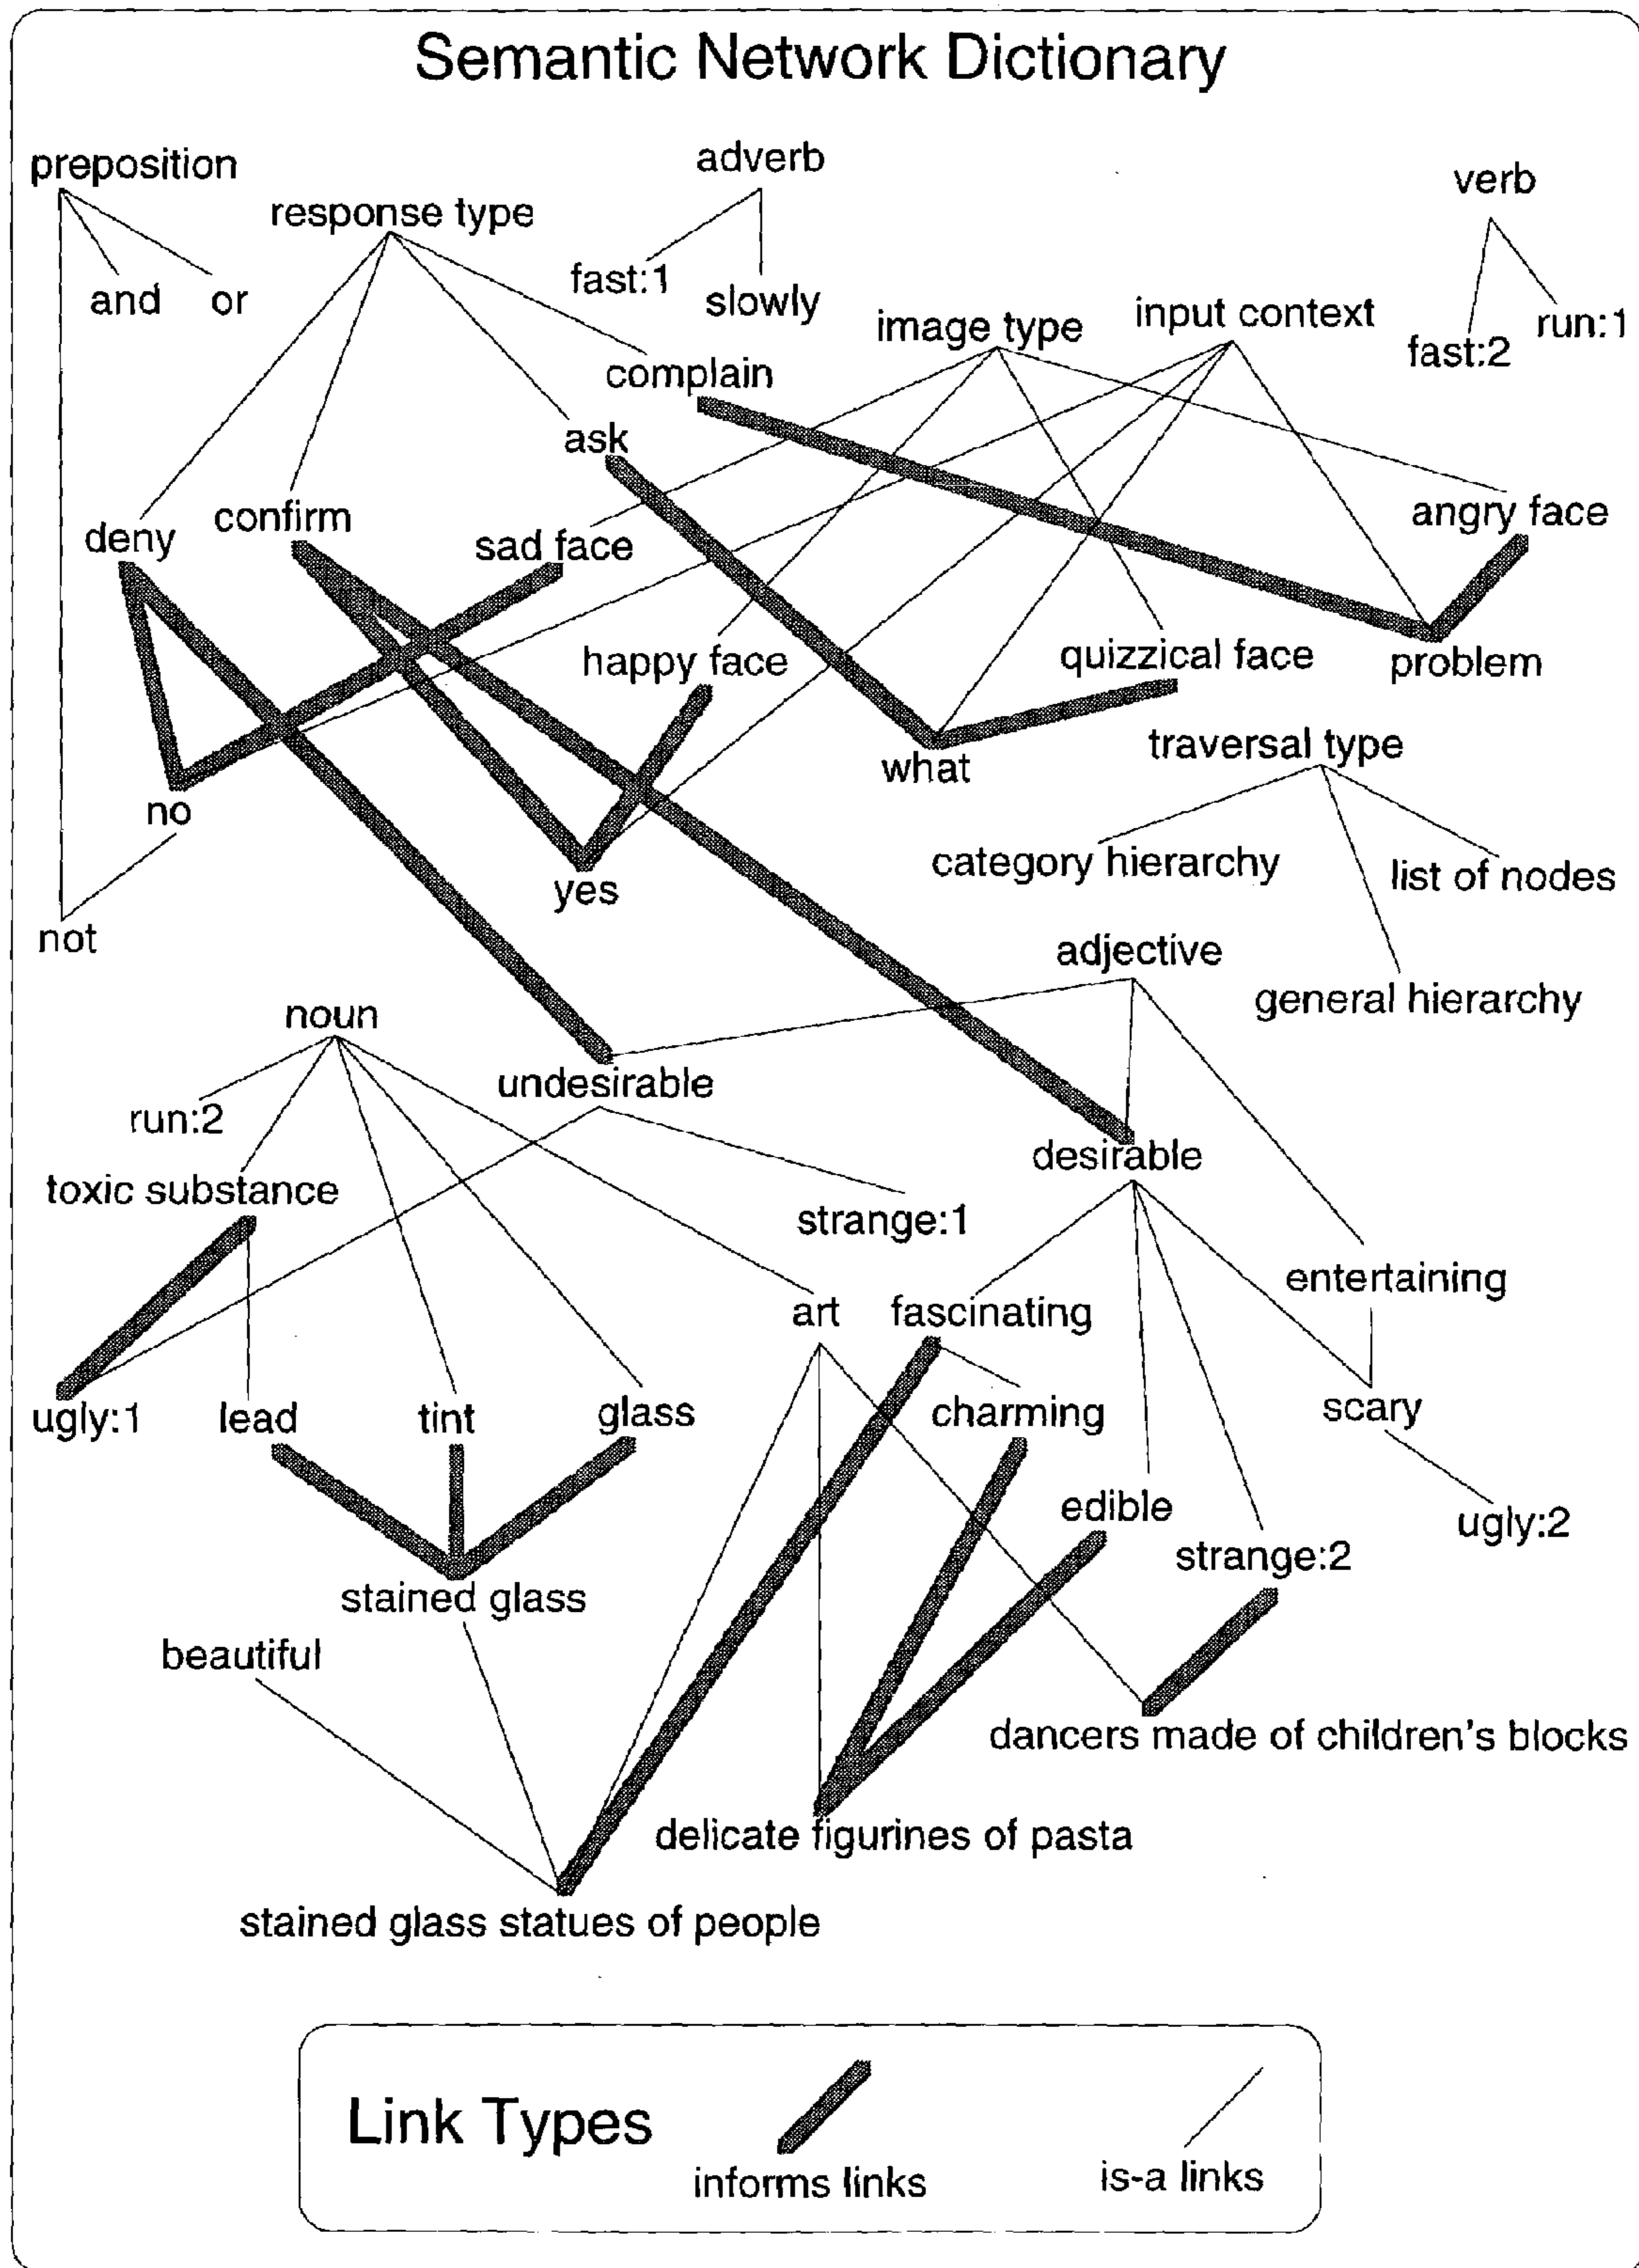 Semantic Network Dictionary
preposition
adverb
verb
response type
and
or
fast:1
slowly
image type
input context
run:1
fast:2
complain
ask
deny
confirm
sad face
angry face
happy face
quizzical face
problem
what
traversal type
no
category hierarchy
list of nodes
yes
not
adjective
general hierarchy
noun
undesirable
run:2
desirable
toxic substance
strange:1
entertaining
art
fascinating
ugly:1
lead
tint
glass
charming
scary
edible
ugly:2
strange:2
stained glass
beautiful
dancers made of children's blocks
delicate figurines of pasta
stained glass statues of people
Link Types
informs links
is-a links